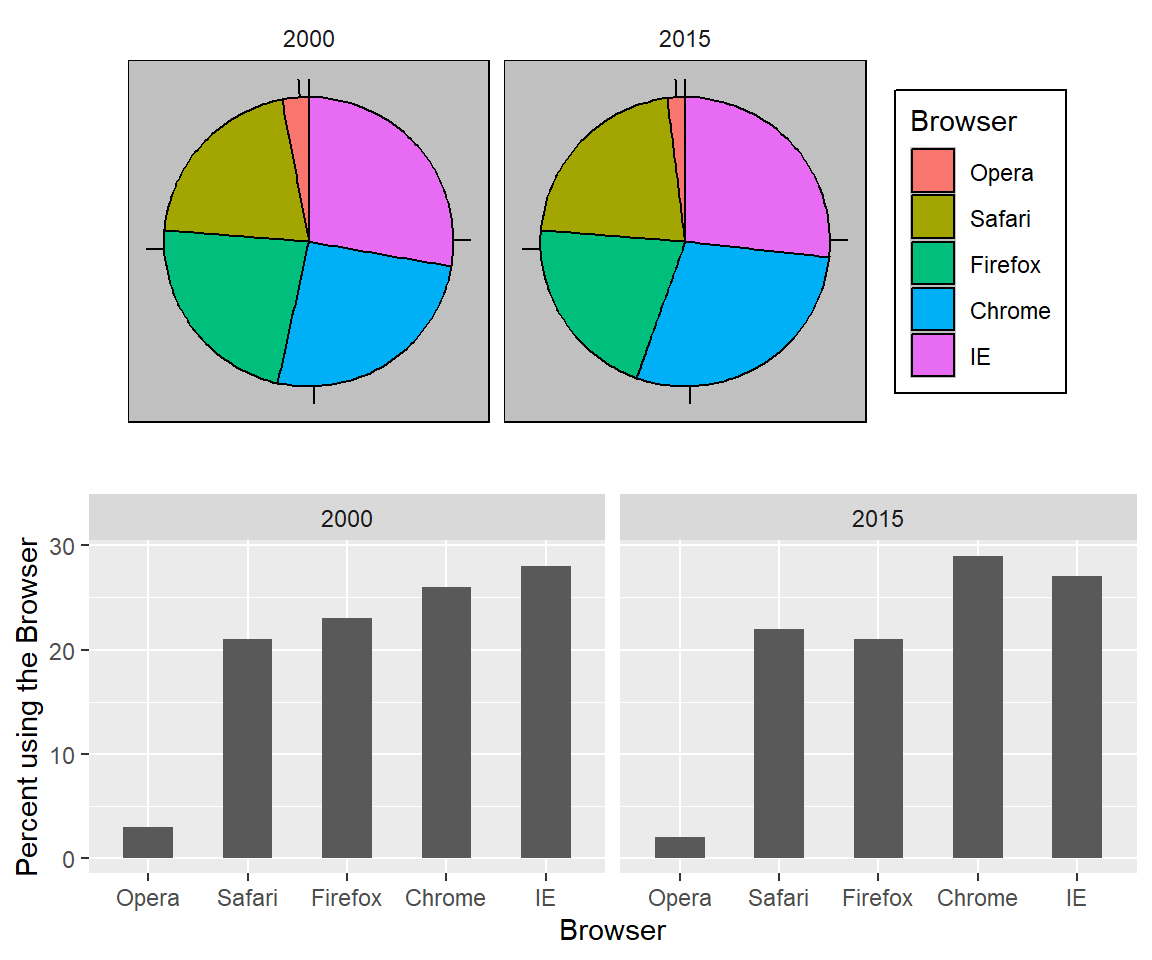 2000 2015
Browser
Opera
Safari
Firefox
Chrome
IE
2000 2015
Percent using the Browser
30
20
10
0
Opera Safari Firefox Chrome IE Opera Safari Firefox Chrome IE
Browser